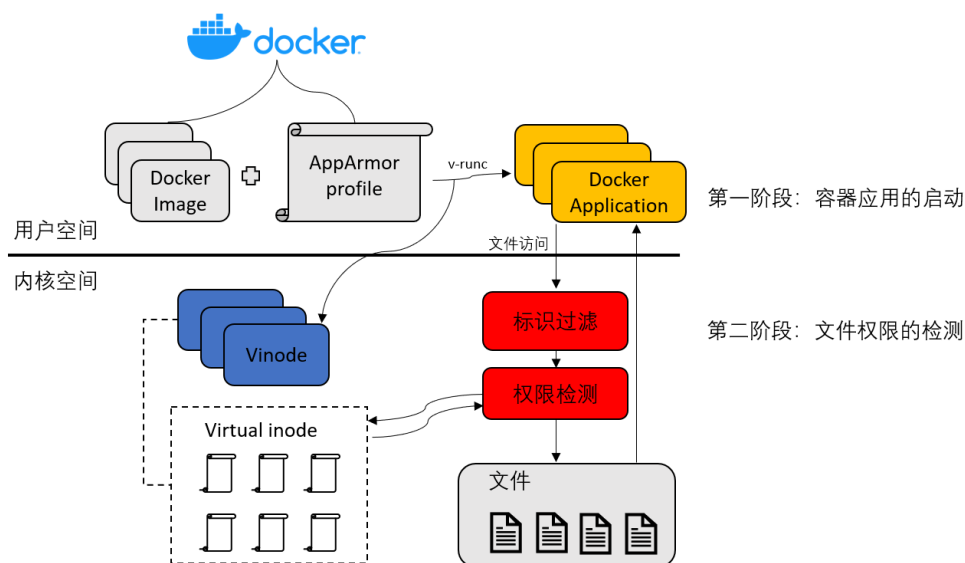 docker
Docker
Image
AppArmor
profile
v-runc
Docker
Application
第一阶段：容器应用的启动
用户空间
文件访问
内核空间
标识过滤
第二阶段：文件权限的检测
Vinode
权限检测
Virtual inode
文件